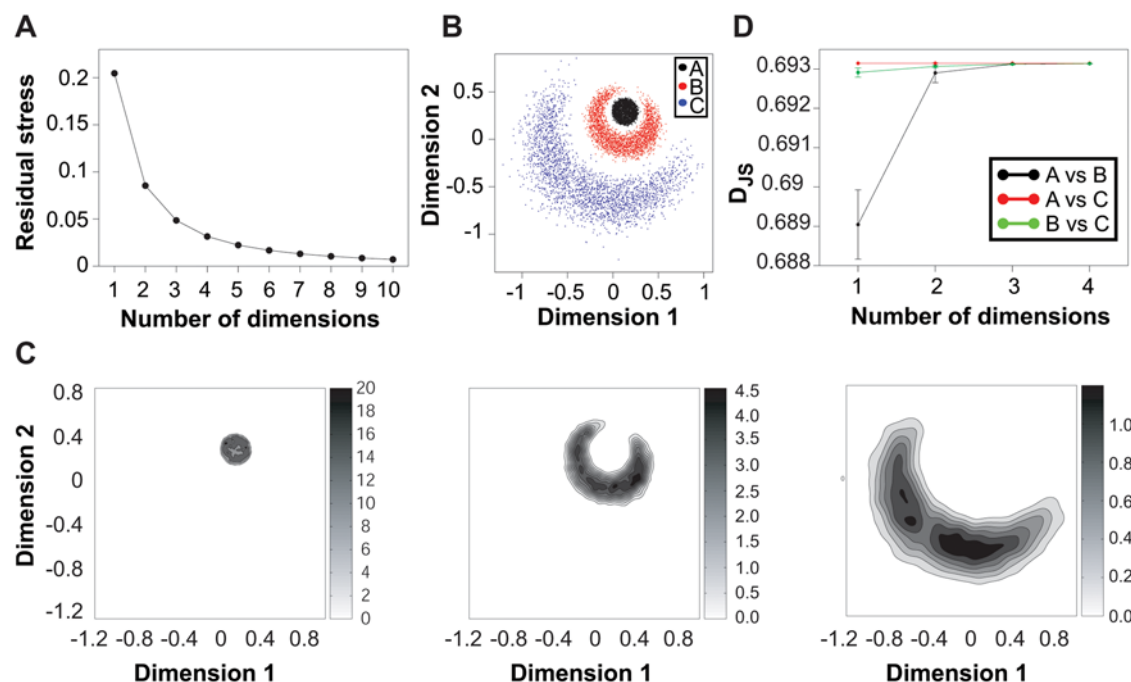 A
Residual stress
0.2
0.15
0.1
0.05
0
1 2 3 4 5 6 7 8 9 10
Number of dimensions
B
Dimension 2
0.5
0
-0.5
-1
-1 -0.5 0 0.5 1
Dimension 1
A
B
C
D
DJS
0.693
0.692
0.691
0.69
0.689
0.688
1 2 3 4
Number of dimensions
A vs B
A vs C
B vs C
C
Dimension 2
0.8
0.4
0
-0.4
-0.8
-1.2
-1.2 -0.8 -0.4 0 0.4 0.8
Dimension 1
20
18
16
14
12
10
8
6
4
2
0
-1.2 -0.8 -0.4 0 0.4 0.8
Dimension 1
4.5
4.0
3.5
3.0
2.5
2.0
1.5
1.0
0.5
0.0
-1.2 -0.8 -0.4 0 0.4 0.8
Dimension 1
1.0
0.8
0.6
0.4
0.2
0.0